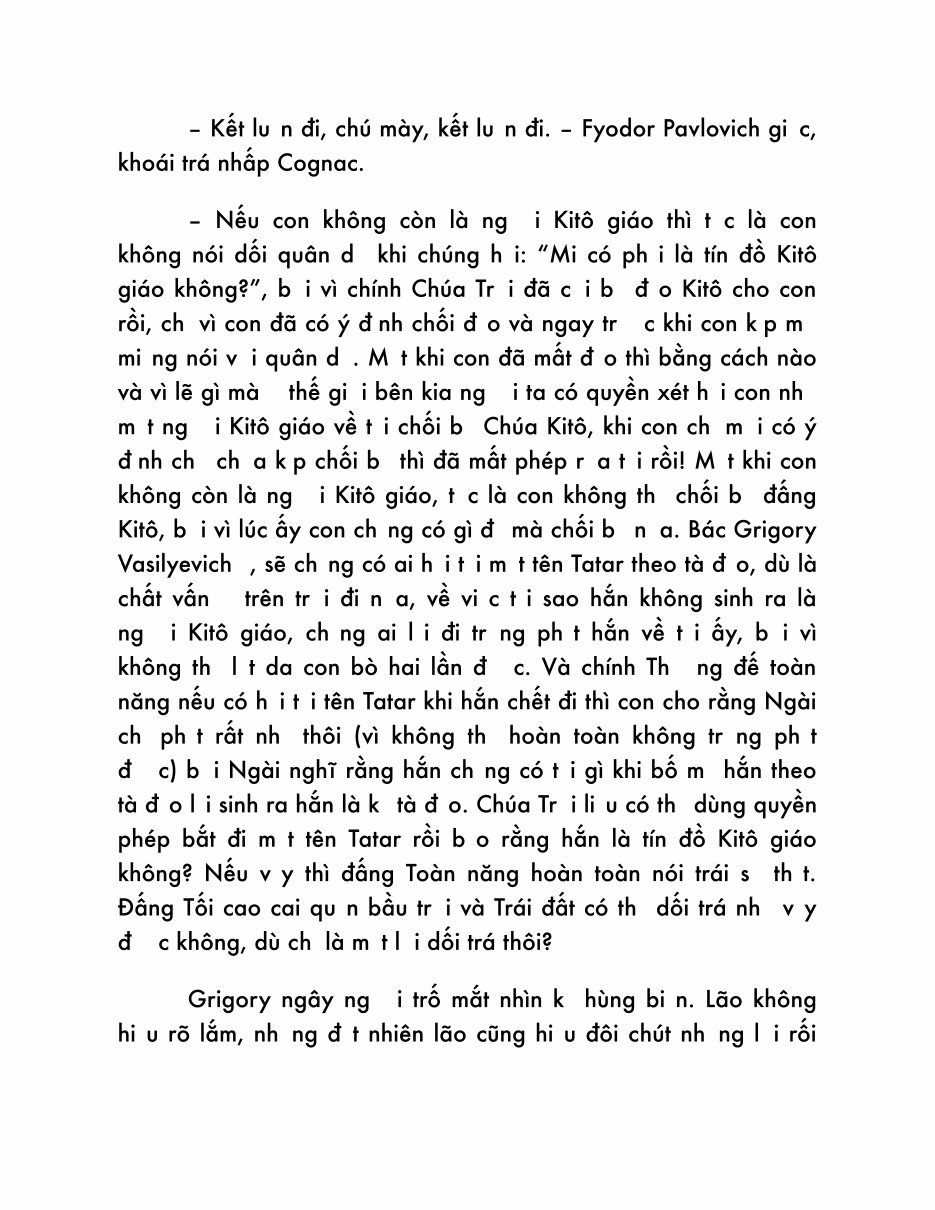 – Kết lu n đi, chú mày, kết lu n đi. – Fyodor Pavlovich gi c,
khoái trá nhấp Cognac.
– Nếu con không còn là ng i Kitô giáo thì t c là con
không nói dối quân d khi chúng h i: “Mi có ph i là tín đồ Kitô
giáo không?”, b i vì chính Chúa Tr i đã c i b đ o Kitô cho con
rồi, ch vì con đã có ý đ nh chối đ o và ngay tr c khi con k p m
mi ng nói v i quân d . M t khi con đã mất đ o thì bằng cách nào
và vì lẽ gì mà thế gi i bên kia ng i ta có quyền xét h i con nh
m t ng i Kitô giáo về t i chối b Chúa Kitô, khi con ch m i có ý
đ nh ch ch a k p chối b thì đã mất phép r a t i rồi! M t khi con
không còn là ng i Kitô giáo, t c là con không th chối b đấng
Kitô, b i vì lúc ấy con ch ng có gì đ mà chối b n a. Bác Grigory
Vasilyevich , sẽ ch ng có ai h i t i m t tên Tatar theo tà đ o, dù là
chất vấn trên tr i đi n a, về vi c t i sao hắn không sinh ra là
ng i Kitô giáo, ch ng ai l i đi tr ng ph t hắn về t i ấy, b i vì
không th l t da con bò hai lần đ c. Và chính Th ng đế toàn
năng nếu có h i t i tên Tatar khi hắn chết đi thì con cho rằng Ngài
ch ph t rất nh thôi (vì không th hoàn toàn không tr ng ph t
đ c) b i Ngài nghĩ rằng hắn ch ng có t i gì khi bố m hắn theo
tà đ o l i sinh ra hắn là k tà đ o. Chúa Tr i li u có th dùng quyền
phép bắt đi m t tên Tatar rồi b o rằng hắn là tín đồ Kitô giáo
không? Nếu v y thì đấng Toàn năng hoàn toàn nói trái s th t.
Đấng Tối cao cai qu n bầu tr i và Trái đất có th dối trá nh v y
đ c không, dù ch là m t l i dối trá thôi?
Grigory ngây ng i trố mắt nhìn k hùng bi n. Lão không
hi u rõ lắm, nh ng đ t nhiên lão cũng hi u đôi chút nh ng l i rối